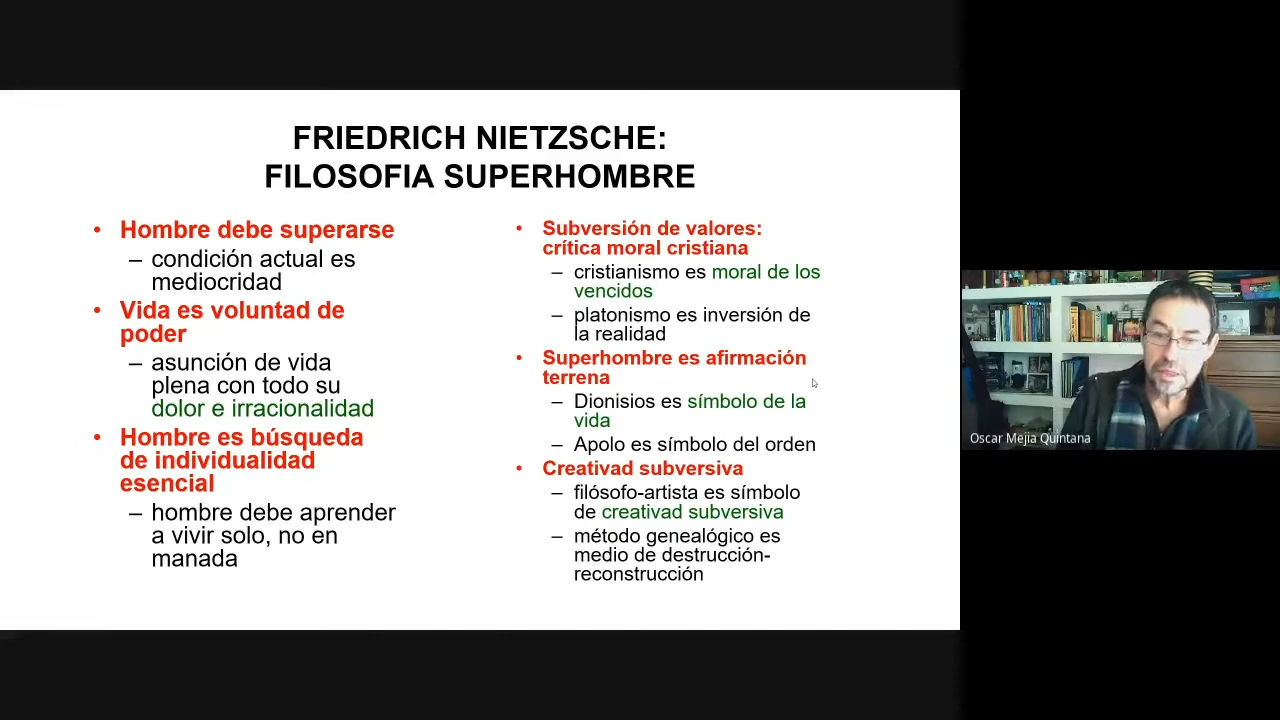 FRIEDRICH NIETZSCHE:
FILOSOFIA SUPERHOMBRE
• Hombre debe superarse
– condición actual es
mediocridad
• Vida es voluntad de
poder
– asunción de vida
plena con todo su
dolor e irracionalidad
• Hombre es búsqueda
de individualidad
esencial
– hombre debe aprender
a vivir solo, no en
manada
• Subversión de valores:
crítica moral cristiana
– cristianismo es moral de los
vencidos
– platonismo es inversión de
la realidad
• Superhombre es afirmación
terrena
– Dionisios es símbolo de la
vida
– Apolo es símbolo del orden
• Creativad subversiva
– filósofo-artista es símbolo
de creativad subversiva
– método genealógico es
medio de destrucción-
reconstrucción
Oscar Mejia Quintana